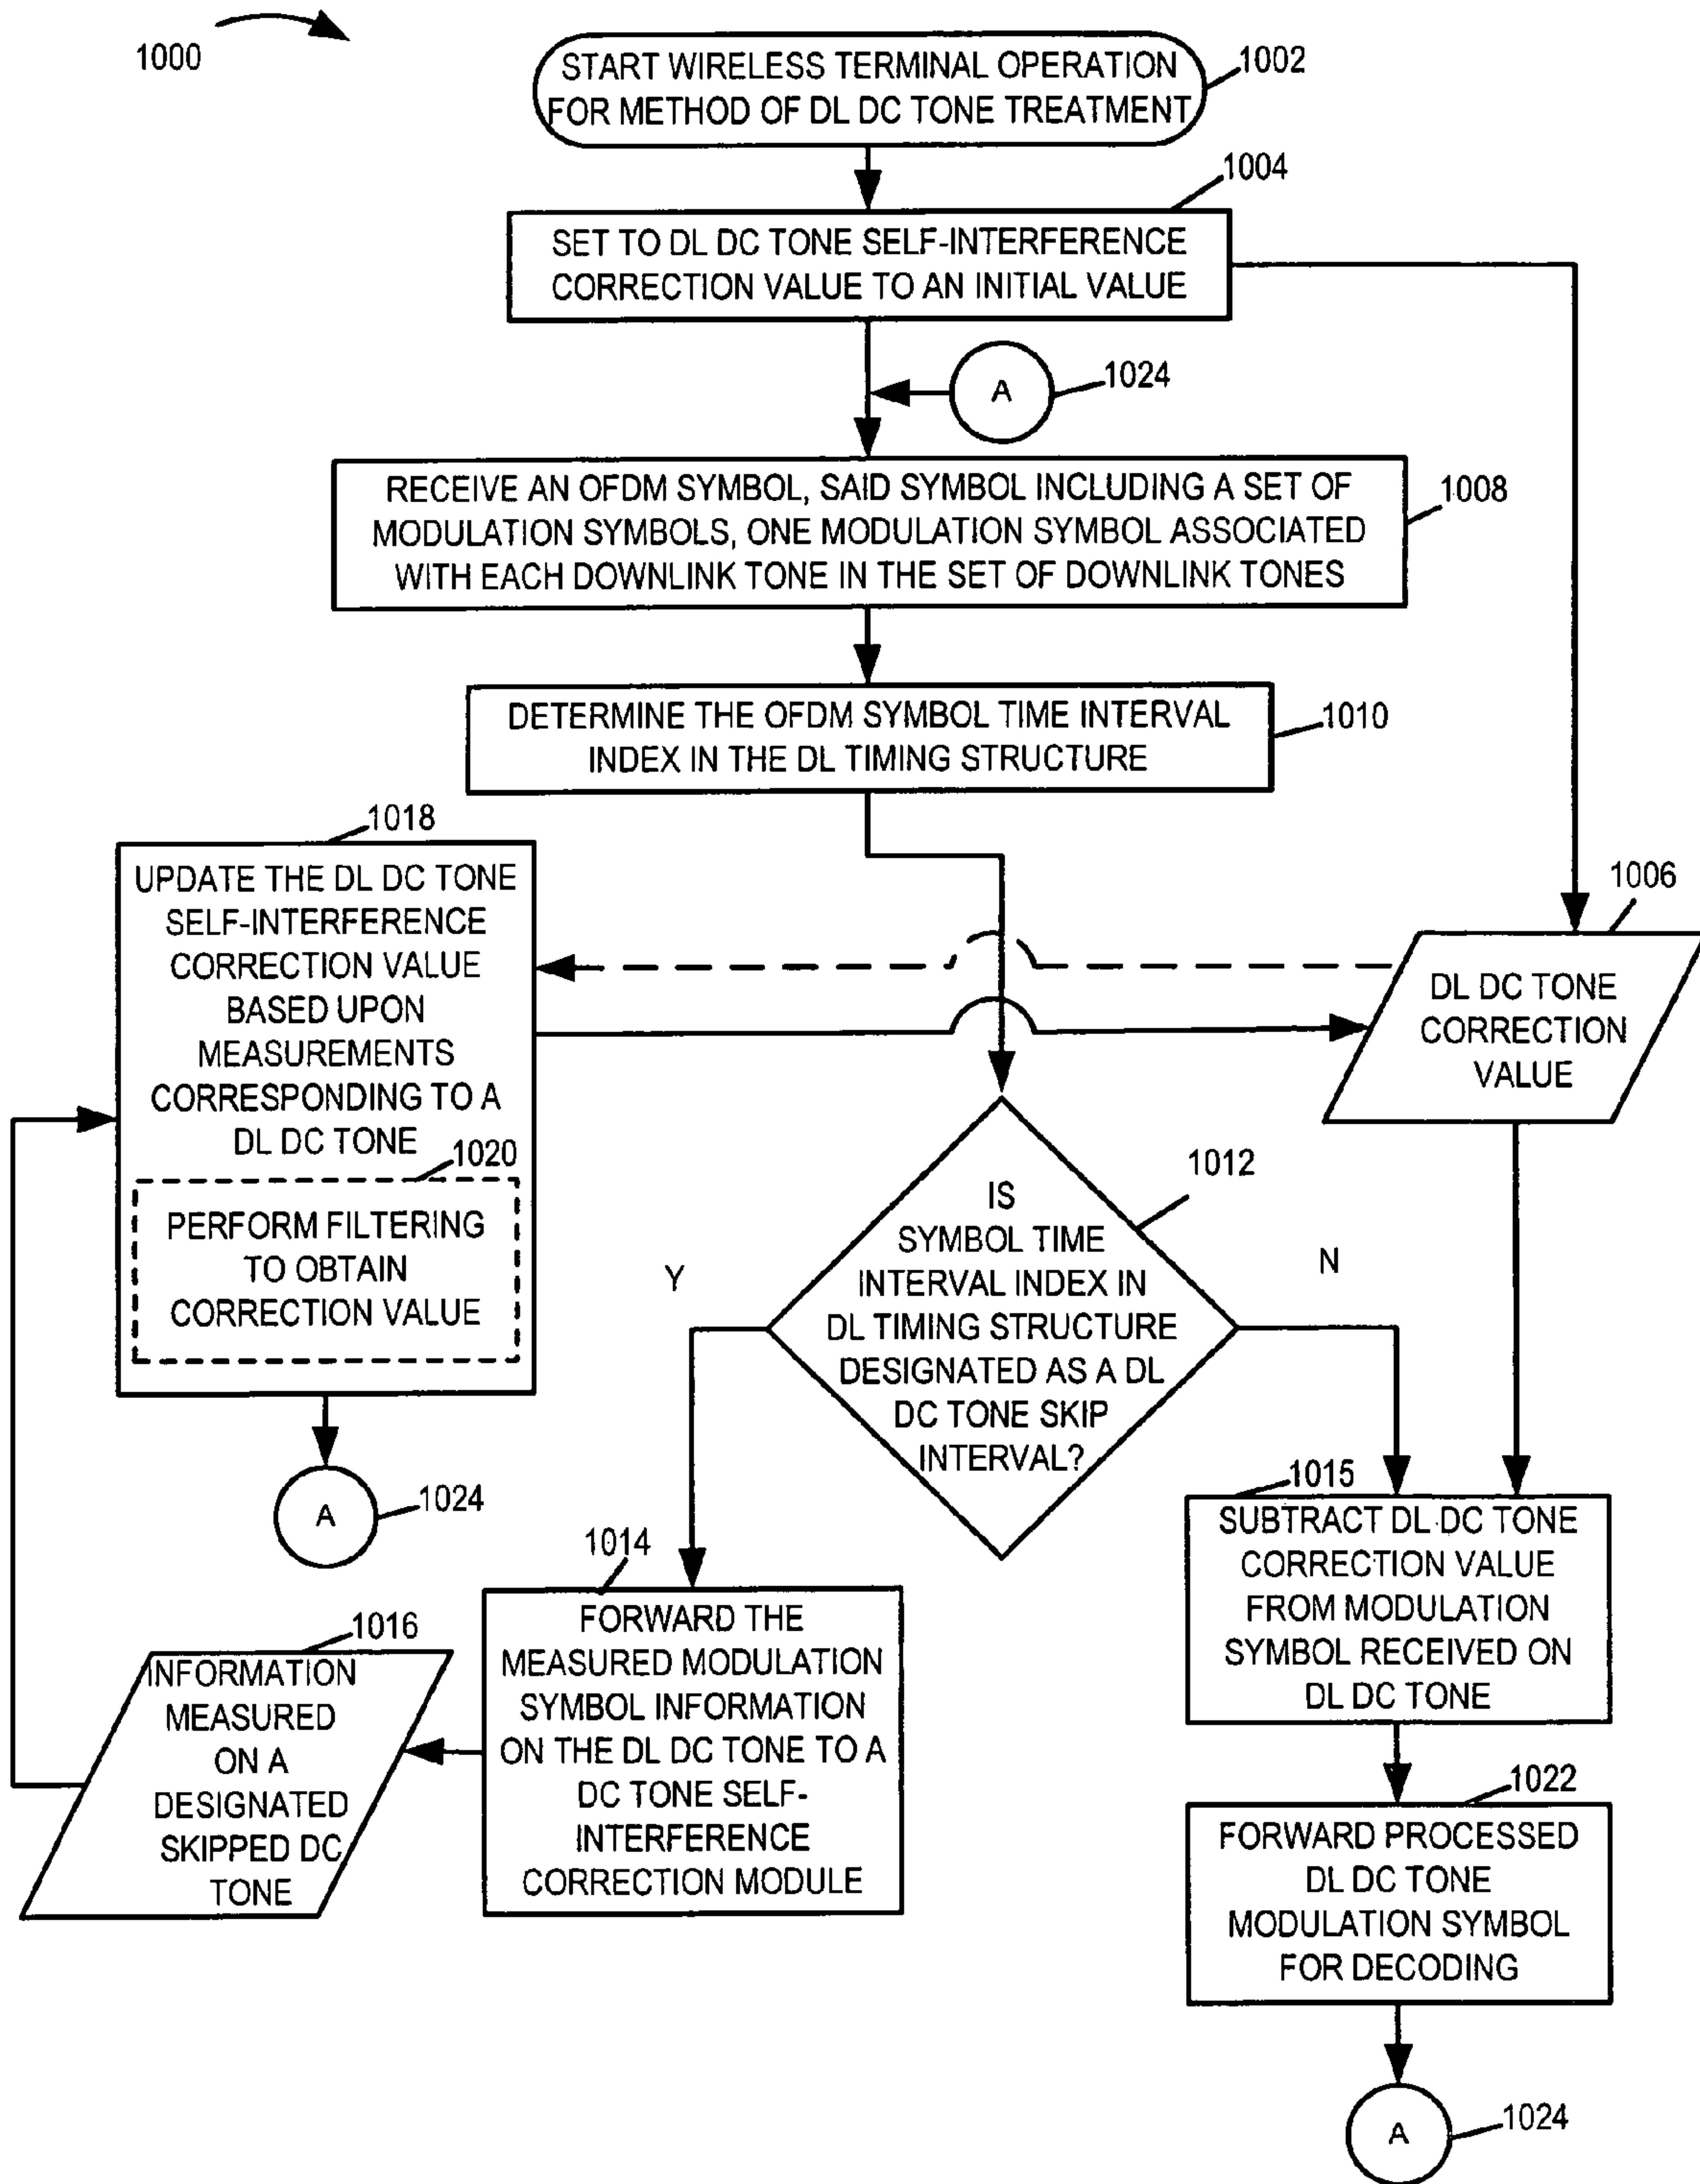 1000
START WIRELESS TERMINAL OPERATION
FOR METHOD OF DL DC TONE TREATMENT
1002
1004
SET TO DL DC TONE SELF-INTERFERENCE
CORRECTION VALUE TO AN INITIAL VALUE
A
1024
RECEIVE AN OFDM SYMBOL, SAID SYMBOL INCLUDING A SET OF
MODULATION SYMBOLS, ONE MODULATION SYMBOL ASSOCIATED
WITH EACH DOWNLINK TONE IN THE SET OF DOWNLINK TONES
1008
DETERMINE THE OFDM SYMBOL TIME INTERVAL
INDEX IN THE DL TIMING STRUCTURE
1010
1018
UPDATE THE DL DC TONE
SELF-INTERFERENCE
CORRECTION VALUE
BASED UPON
MEASUREMENTS
CORRESPONDING TO A
DL DC TONE
1020
PERFORM FILTERING
TO OBTAIN
CORRECTION VALUE
A
1024
1006
DL DC TONE
CORRECTION
VALUE
1012
IS
SYMBOL TIME
INTERVAL INDEX IN
DL TIMING STRUCTURE
DESIGNATED AS A DL
DC TONE SKIP
INTERVAL?
Y
N
1014
FORWARD THE
MEASURED MODULATION
SYMBOL INFORMATION
ON THE DL DC TONE TO A
DC TONE SELF-
INTERFERENCE
CORRECTION MODULE
1016
INFORMATION
MEASURED
ON A
DESIGNATED
SKIPPED DC
TONE
1015
SUBTRACT DL DC TONE
CORRECTION VALUE
FROM MODULATION
SYMBOL RECEIVED ON
DL DC TONE
1022
FORWARD PROCESSED
DL DC TONE
MODULATION SYMBOL
FOR DECODING
A
1024